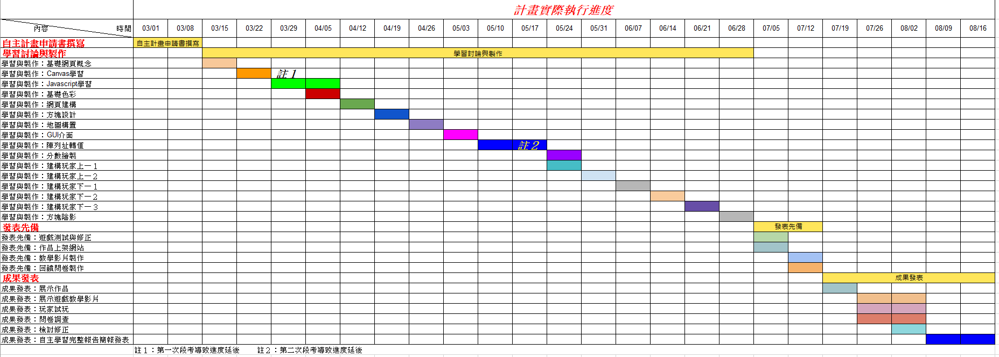 計畫實際執行進度
內容 時間 03/01 03/08 03/15 03/22 03/29 04/05 04/12 04/19 04/26 05/03 05/10 05/17 05/24 05/31 06/07 06/14 06/21 06/28 07/05 07/12 07/19 07/26 08/02 08/09 08/16
自主計畫申請書撰寫 自主計畫申請書撰寫
學習討論與製作 學習討論與製作
學習與製作：基礎網頁概念
學習與製作：Canvas學習 註１
學習與製作：Javascript學習
學習與製作：基礎色彩
學習與製作：網頁建構
學習與製作：方塊設計
學習與製作：地圖構置
學習與製作：GUI介面
學習與製作：陣列址轉值 註２
學習與製作：分數繪製
學習與製作：建構玩家上－１
學習與製作：建構玩家上－２
學習與製作：建構玩家下－１
學習與製作：建構玩家下－２
學習與製作：建構玩家下－３
學習與製作：方塊陰影
發表先備 發表先備
發表先備：遊戲測試與修正
發表先備：作品上架網站
發表先備：教學影片製作
發表先備：回饋問卷製作
成果發表 成果發表
成果發表：展示作品
成果發表：展示遊戲教學影片
成果發表：玩家試玩
成果發表：問卷調查
成果發表：檢討修正
成果發表：自主學習完整報告簡報發表
註１：第一次段考導致進度延後 註２：第二次段考導致進度延後